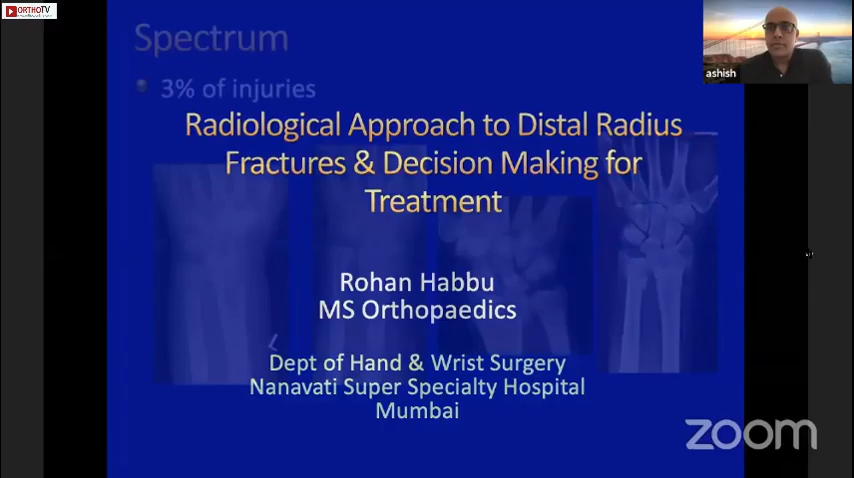 ORTHOTV
Spectrum
3% of injuries
Radiological Approach to Distal Radius
Fractures & Decision Making for
Treatment
Rohan Habbu
MS Orthopaedics
Dept of Hand & Wrist Surgery
Nanavati Super Specialty Hospital
Mumbai
ashish
zoom